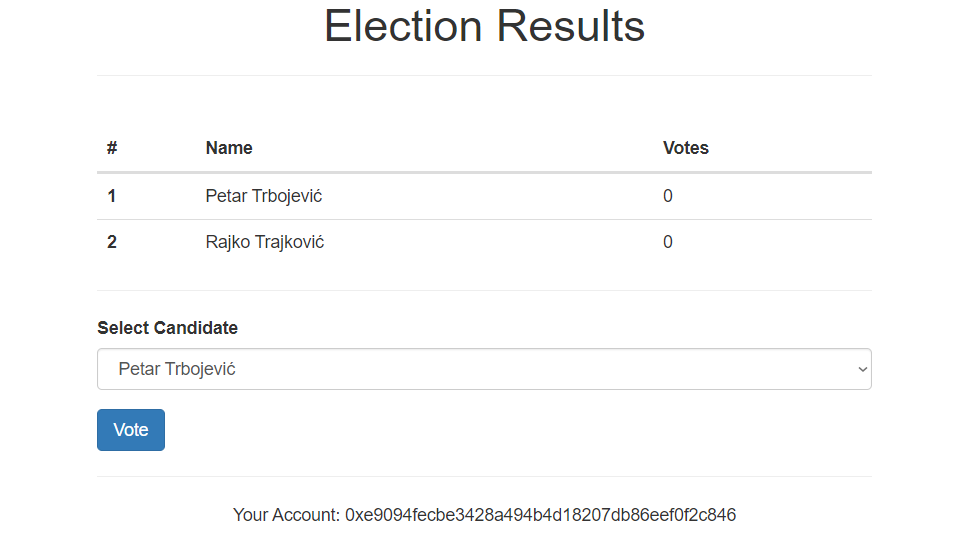 Election Results
# Name Votes
1 Petar Trbojević 0
2 Rajko Trajković 0
Select Candidate
Petar Trbojević
Vote
Your Account: 0xe9094fecbe3428a494b4d18207db86eef0f2c846